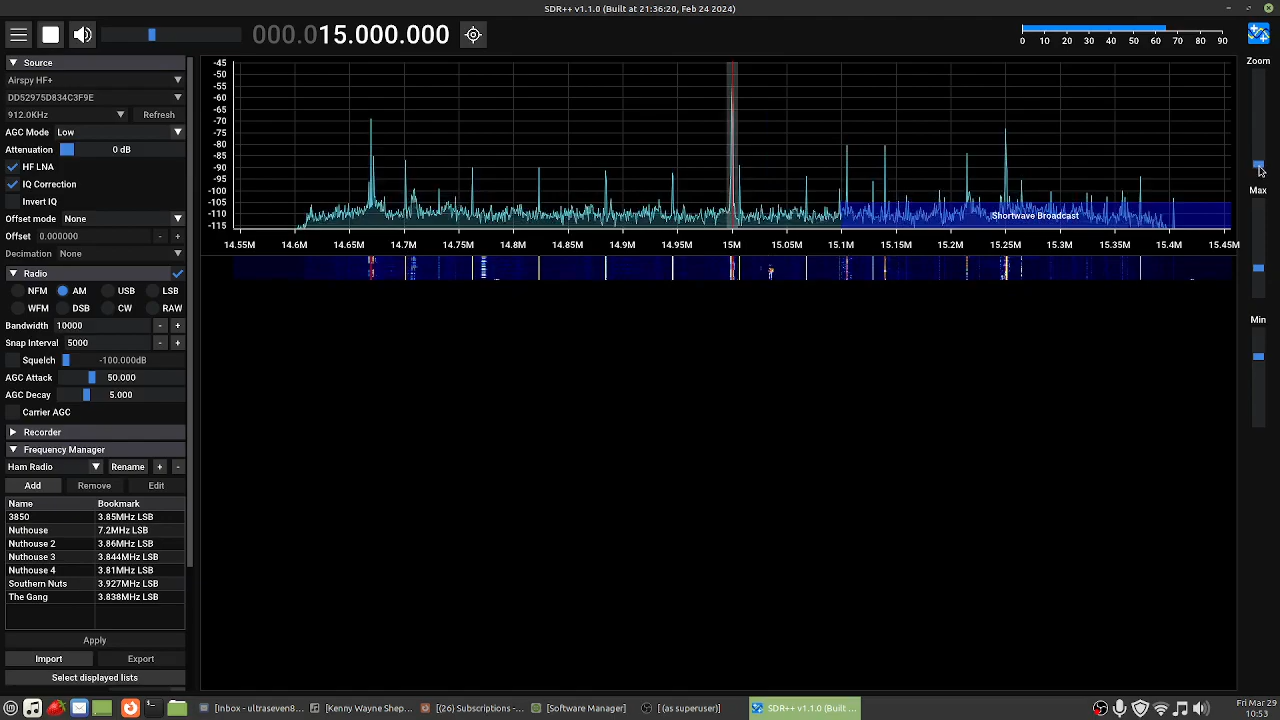 SDR++ v1.1.0 (Built at 21:36:20, Feb 24 2024)
000.015.000.000
0 10 20 30 40 50 60 70 80 90
Source
Airspy HF+
DD52975D834C3F9E
912.0KHz Refresh
AGC Mode Low
Attenuation 0 dB
HF LNA
IQ Correction
Invert IQ
Offset mode None
Offset 0.000000 - +
Decimation None
Radio
NFM AM USB LSB
WFM DSB CW RAW
Bandwidth 10000 - +
Snap Interval 5000 - +
Squelch -100.000dB
AGC Attack 50.000
AGC Decay 5.000
Carrier AGC
Recorder
Frequency Manager
Ham Radio Rename + -
Add Remove Edit
Name Bookmark
3850 3.85MHz LSB
Nuthouse 7.2MHz LSB
Nuthouse 2 3.86MHz LSB
Nuthouse 3 3.844MHz LSB
Nuthouse 4 3.81MHz LSB
Southern Nuts 3.927MHz LSB
The Gang 3.838MHz LSB
Apply
Import Export
Select displayed lists
-45
-50
-55
-60
-65
-70
-75
-80
-85
-90
-95
-100
-105
-110
-115
Shortwave Broadcast
14.55M 14.6M 14.65M 14.7M 14.75M 14.8M 14.85M 14.9M 14.95M 15M 15.05M 15.1M 15.15M 15.2M 15.25M 15.3M 15.35M 15.4M 15.45M
Zoom
Max
Min
[Inbox - ultraseven8... [Kenny Wayne Shep... [(26) Subscriptions -... [Software Manager] [ (as superuser)] SDR++ v1.1.0 (Built ...
Fri Mar 29
10:53